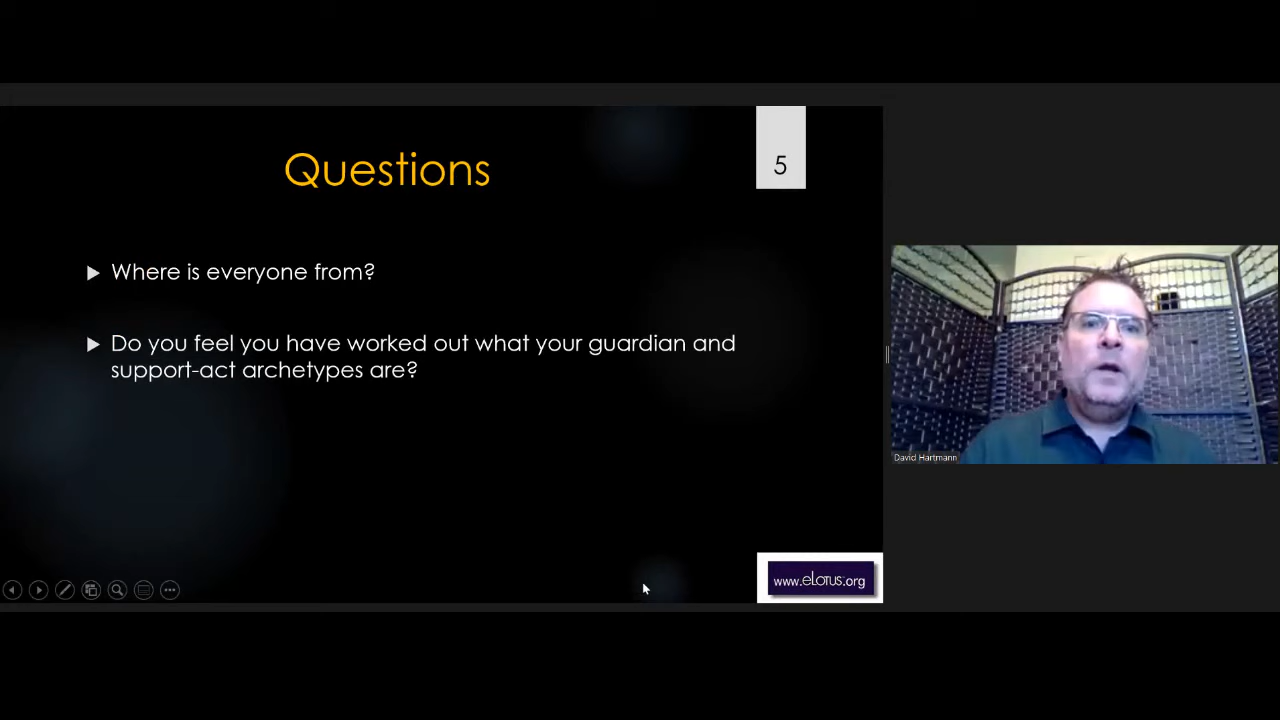 Questions
5
Where is everyone from?
Do you feel you have worked out what your guardian and
support-act archetypes are?
David Hartmann
www.eLOTUS.org